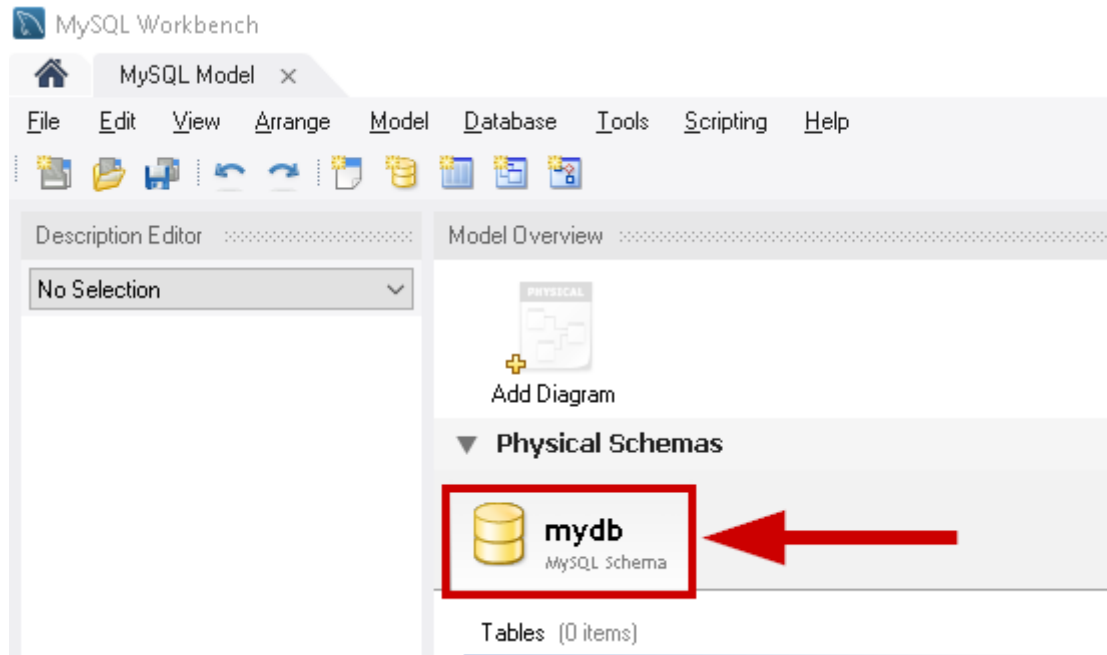 MySQL Workbench
MySQL Model ×
File Edit View Arrange Model Database Tools Scripting Help
Description Editor
Model Overview
No Selection
PHYSICAL
Add Diagram
Physical Schemas
mydb
MySQL Schema
Tables (0 items)